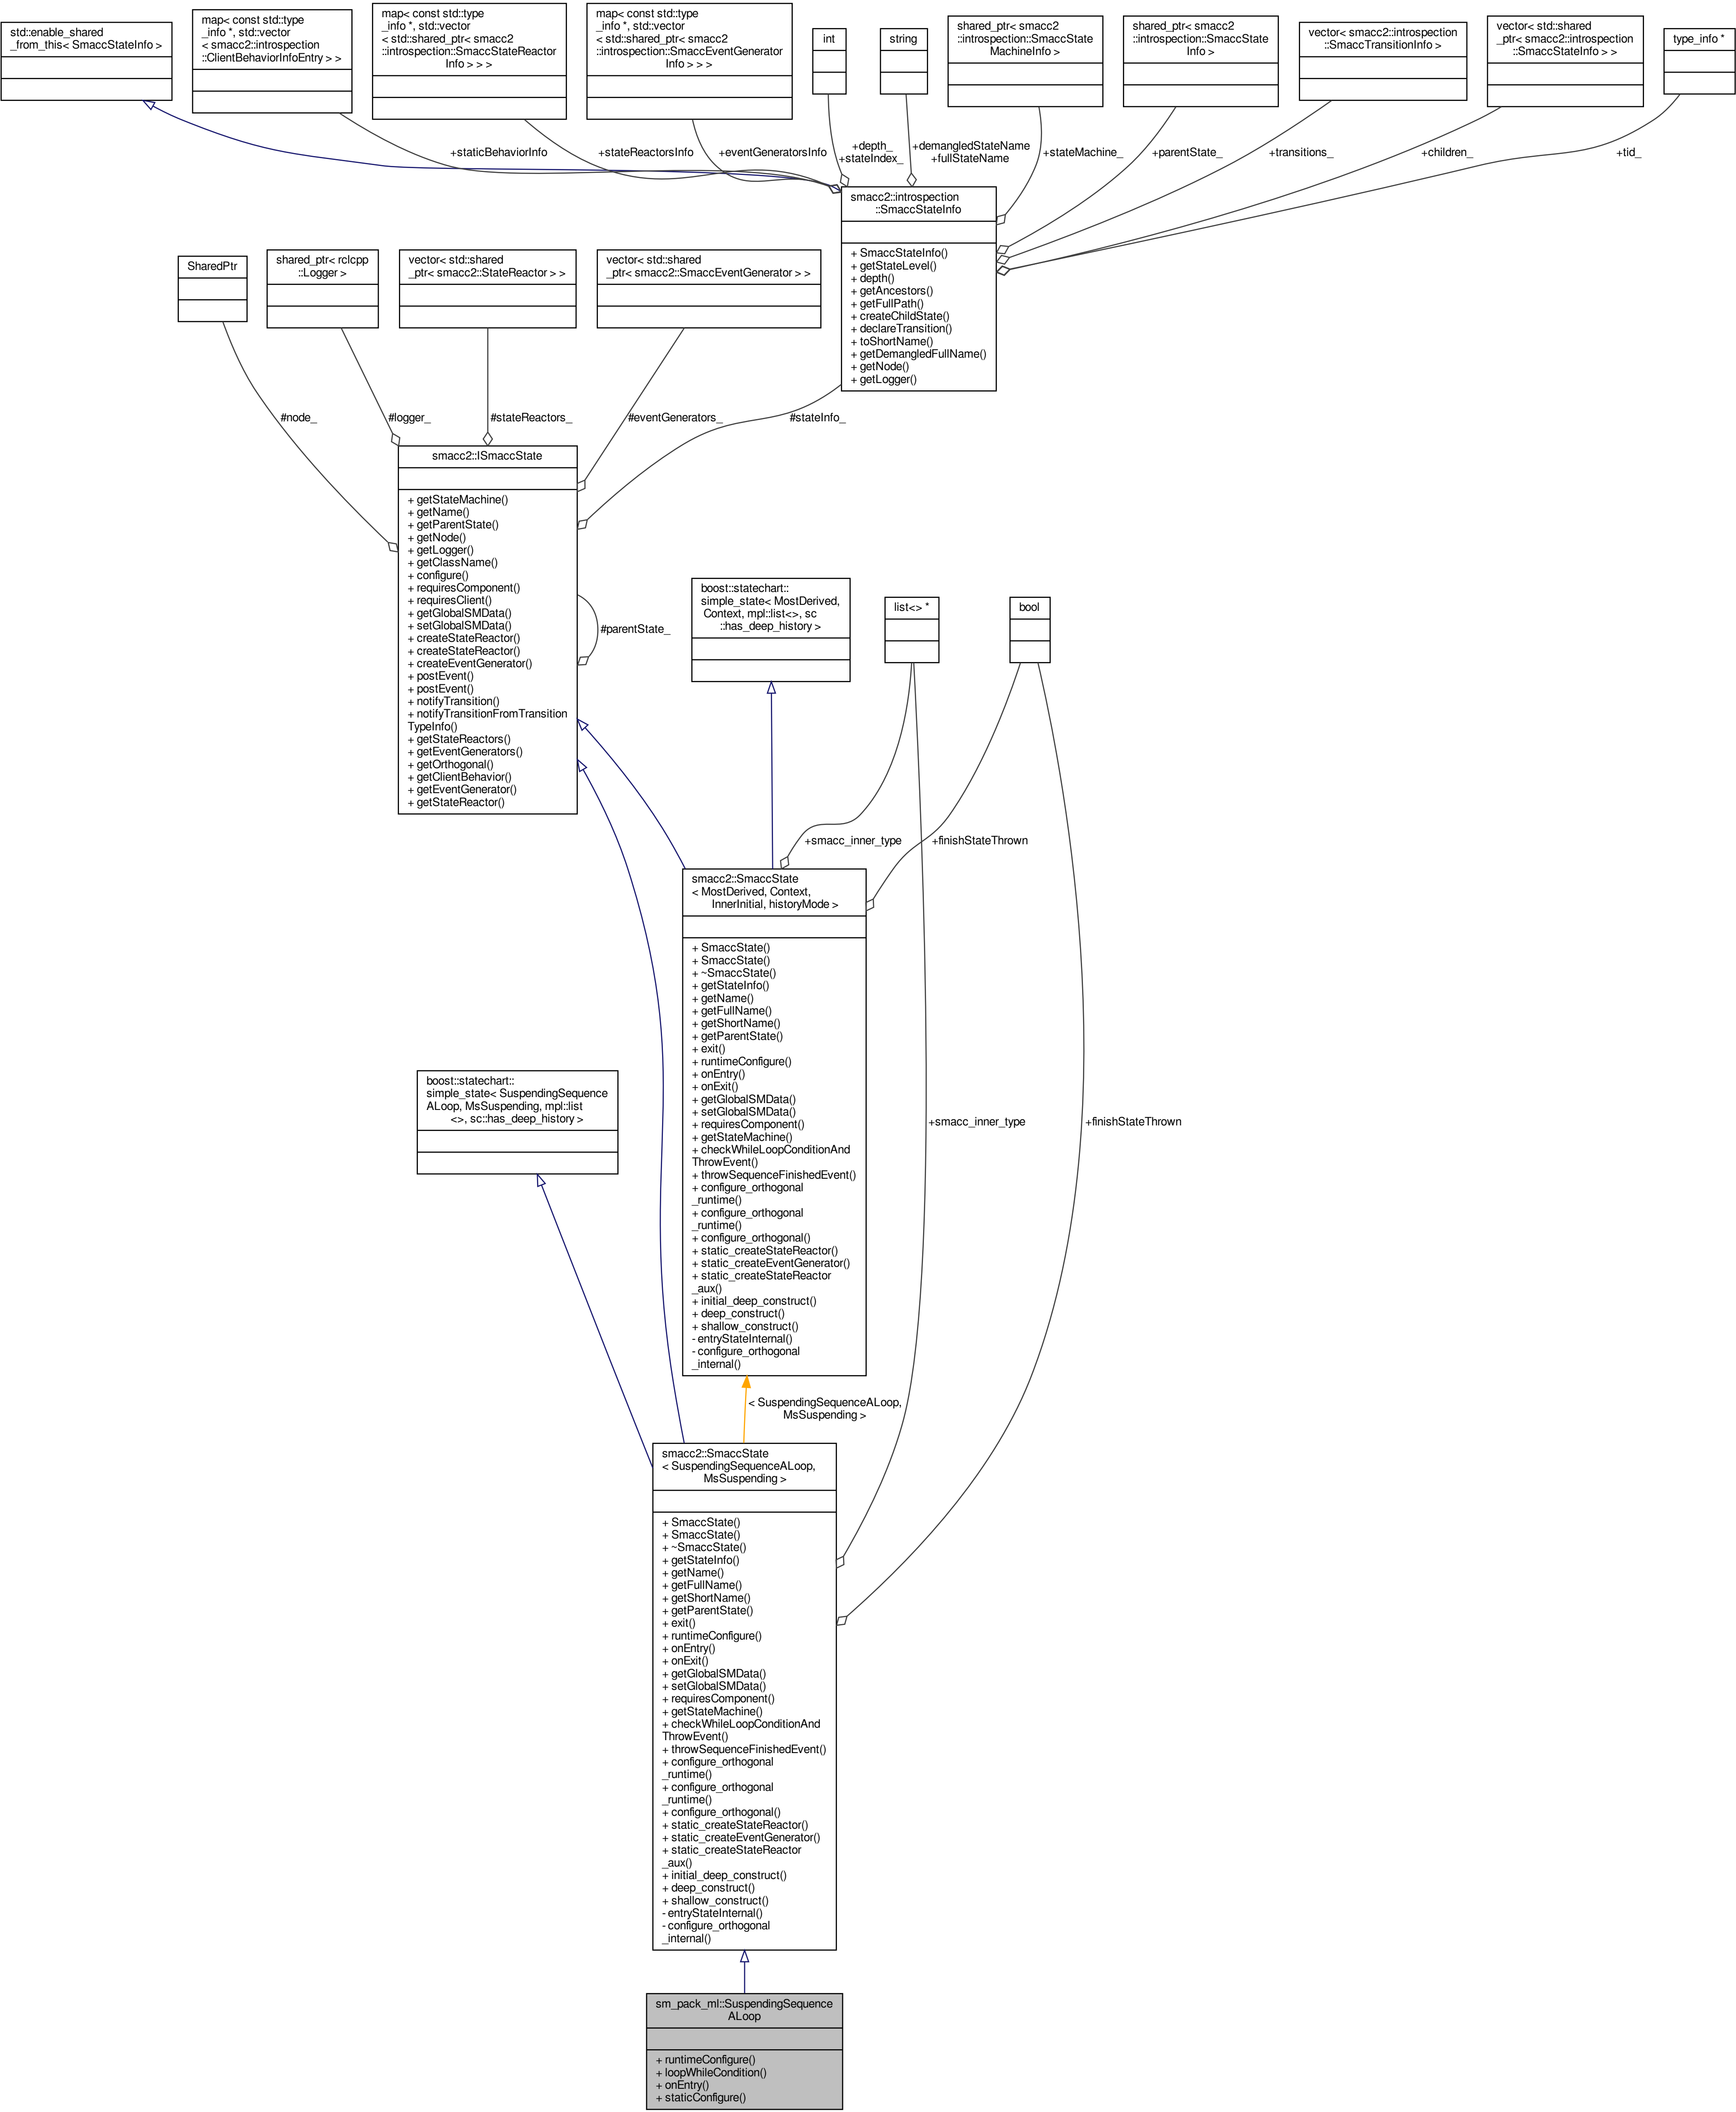 std::enable_shared
_from_this< SmaccStateInfo >
map< const std::type
_info *, std::vector
< smacc2::introspection
::ClientBehaviorInfoEntry > >
map< const std::type
_info *, std::vector
< std::shared_ptr< smacc2
::introspection::SmaccStateReactor
Info > > >
map< const std::type
_info *, std::vector
< std::shared_ptr< smacc2
::introspection::SmaccEventGenerator
Info > > >
int
string
shared_ptr< smacc2
::introspection::SmaccState
MachineInfo >
shared_ptr< smacc2
::introspection::SmaccState
Info >
vector< smacc2::introspection
::SmaccTransitionInfo >
vector< std::shared
_ptr< smacc2::introspection
::SmaccStateInfo > >
type_info *
+staticBehaviorInfo
+stateReactorsInfo
+eventGeneratorsInfo
+depth_
+stateIndex_
+demangledStateName
+fullStateName
+stateMachine_
+parentState_
+transitions_
+children_
+tid_
smacc2::introspection
::SmaccStateInfo
+ SmaccStateInfo()
+ getStateLevel()
+ depth()
+ getAncestors()
+ getFullPath()
+ createChildState()
+ declareTransition()
+ toShortName()
+ getDemangledFullName()
+ getNode()
+ getLogger()
SharedPtr
shared_ptr< rclcpp
::Logger >
vector< std::shared
_ptr< smacc2::StateReactor > >
vector< std::shared
_ptr< smacc2::SmaccEventGenerator > >
#node_
#logger_
#stateReactors_
#eventGenerators_
#stateInfo_
smacc2::ISmaccState
+ getStateMachine()
+ getName()
+ getParentState()
+ getNode()
+ getLogger()
+ getClassName()
+ configure()
+ requiresComponent()
+ requiresClient()
+ getGlobalSMData()
+ setGlobalSMData()
+ createStateReactor()
+ createStateReactor()
+ createEventGenerator()
+ postEvent()
+ postEvent()
+ notifyTransition()
+ notifyTransitionFromTransition
TypeInfo()
+ getStateReactors()
+ getEventGenerators()
+ getOrthogonal()
+ getClientBehavior()
+ getEventGenerator()
+ getStateReactor()
#parentState_
boost::statechart::
simple_state< MostDerived,
Context, mpl::list<>, sc
::has_deep_history >
list<> *
bool
+smacc_inner_type
+finishStateThrown
smacc2::SmaccState
< MostDerived, Context,
InnerInitial, historyMode >
+ SmaccState()
+ SmaccState()
+ ~SmaccState()
+ getStateInfo()
+ getName()
+ getFullName()
+ getShortName()
+ getParentState()
+ exit()
+ runtimeConfigure()
+ onEntry()
+ onExit()
+ getGlobalSMData()
+ setGlobalSMData()
+ requiresComponent()
+ getStateMachine()
+ checkWhileLoopConditionAnd
ThrowEvent()
+ throwSequenceFinishedEvent()
+ configure_orthogonal
_runtime()
+ configure_orthogonal
_runtime()
+ configure_orthogonal()
+ static_createStateReactor()
+ static_createEventGenerator()
+ static_createStateReactor
_aux()
+ initial_deep_construct()
+ deep_construct()
+ shallow_construct()
- entryStateInternal()
- configure_orthogonal
_internal()
boost::statechart::
simple_state< SuspendingSequence
ALoop, MsSuspending, mpl::list
<>, sc::has_deep_history >
+smacc_inner_type
+finishStateThrown
< SuspendingSequenceALoop,
MsSuspending >
smacc2::SmaccState
< SuspendingSequenceALoop,
MsSuspending >
+ SmaccState()
+ SmaccState()
+ ~SmaccState()
+ getStateInfo()
+ getName()
+ getFullName()
+ getShortName()
+ getParentState()
+ exit()
+ runtimeConfigure()
+ onEntry()
+ onExit()
+ getGlobalSMData()
+ setGlobalSMData()
+ requiresComponent()
+ getStateMachine()
+ checkWhileLoopConditionAnd
ThrowEvent()
+ throwSequenceFinishedEvent()
+ configure_orthogonal
_runtime()
+ configure_orthogonal
_runtime()
+ configure_orthogonal()
+ static_createStateReactor()
+ static_createEventGenerator()
+ static_createStateReactor
_aux()
+ initial_deep_construct()
+ deep_construct()
+ shallow_construct()
- entryStateInternal()
- configure_orthogonal
_internal()
sm_pack_ml::SuspendingSequence
ALoop
+ runtimeConfigure()
+ loopWhileCondition()
+ onEntry()
+ staticConfigure()